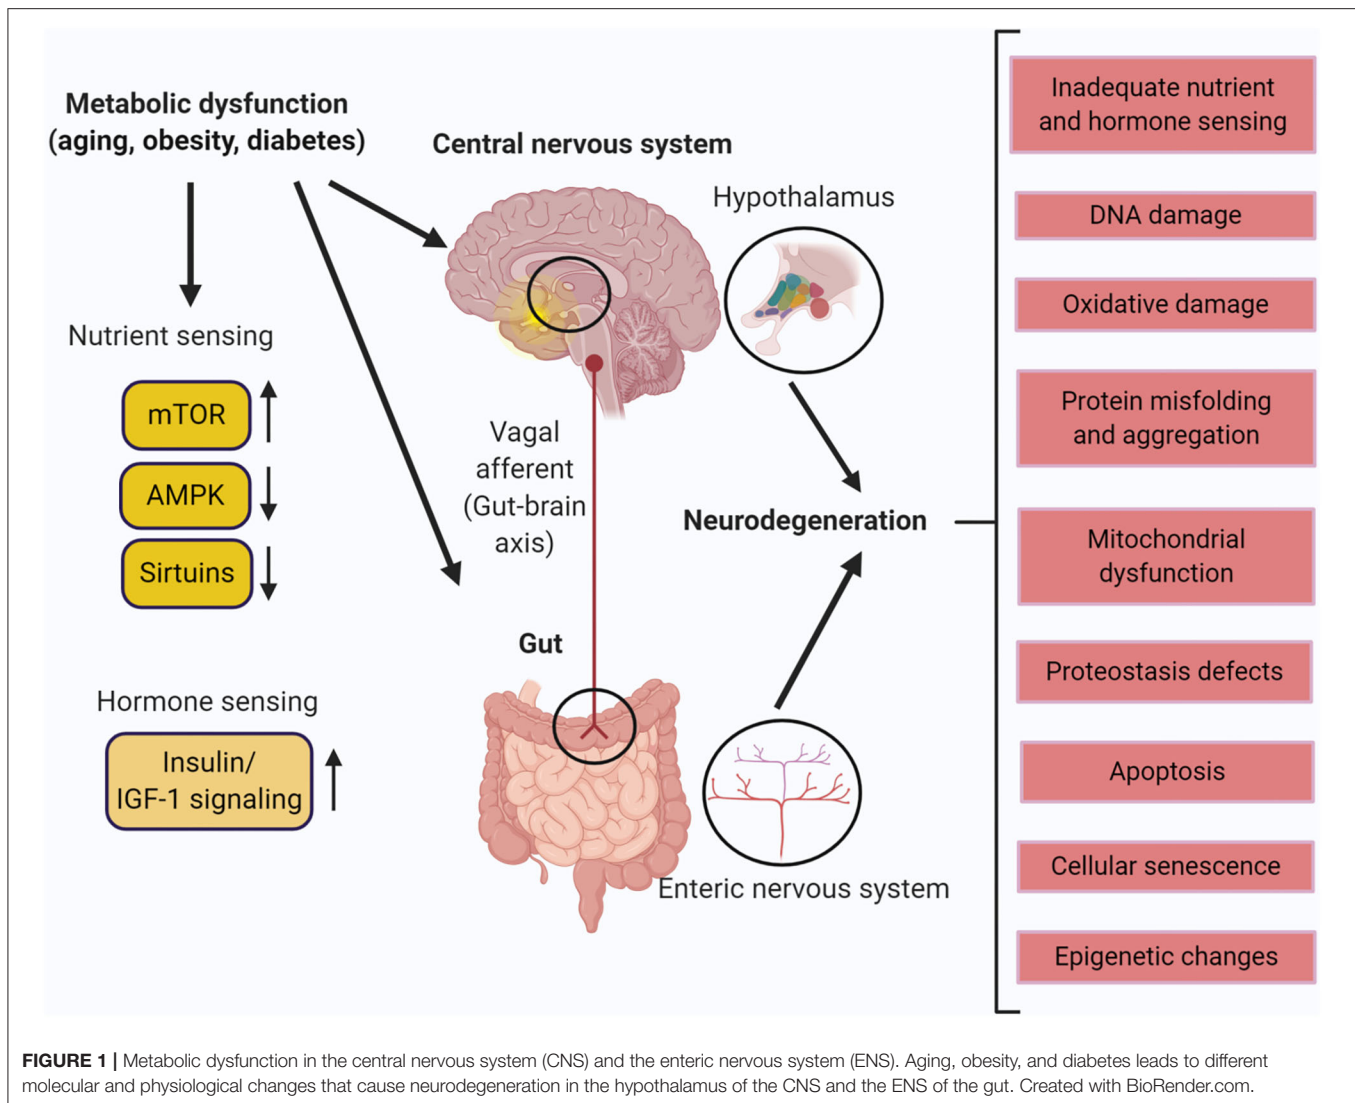 Metabolic dysfunction
(aging, obesity, diabetes)
Central nervous system
Hypothalamus
Nutrient sensing
mTOR
AMPK
Sirtuins
Vagal
afferent
(Gut-brain
axis)
Hormone sensing
Insulin/
IGF-1 signaling
Gut
Enteric nervous system
Neurodegeneration
Inadequate nutrient
and hormone sensing
DNA damage
Oxidative damage
Protein misfolding
and aggregation
Mitochondrial
dysfunction
Proteostasis defects
Apoptosis
Cellular senescence
Epigenetic changes
FIGURE 1 | Metabolic dysfunction in the central nervous system (CNS) and the enteric nervous system (ENS). Aging, obesity, and diabetes leads to different
molecular and physiological changes that cause neurodegeneration in the hypothalamus of the CNS and the ENS of the gut. Created with BioRender.com.